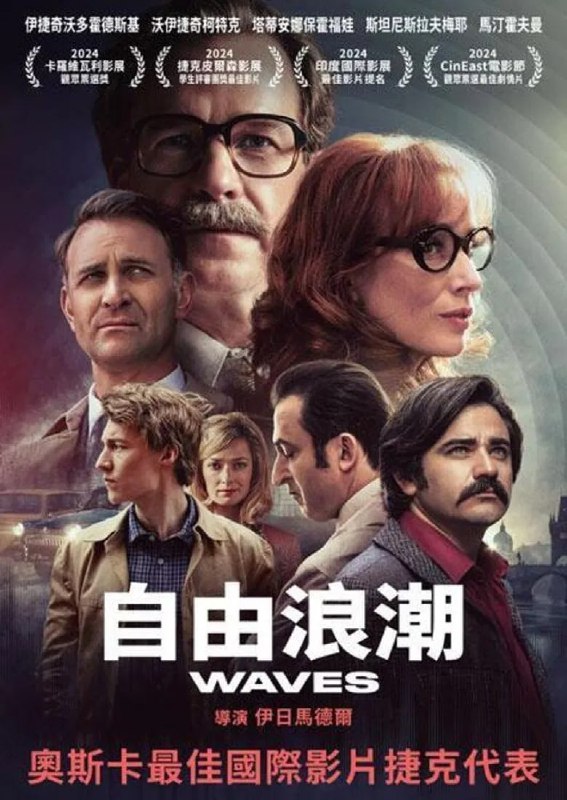 伊捷奇沃多霍德斯基 沃伊捷奇柯特克 塔蒂安娜保霍福娃 斯坦尼斯拉夫梅耶 馬汀霍夫曼
2024
卡羅維瓦利影展
觀眾票選獎
2024
捷克皮爾森影展
學生評審團獎最佳影片
2024
印度國際影展
最佳影片提名
2024
CinEast電影節
觀眾票選最佳劇情片
自由浪潮
WAVES
導演 伊日馬德爾
奧斯卡最佳國際影片捷克代表